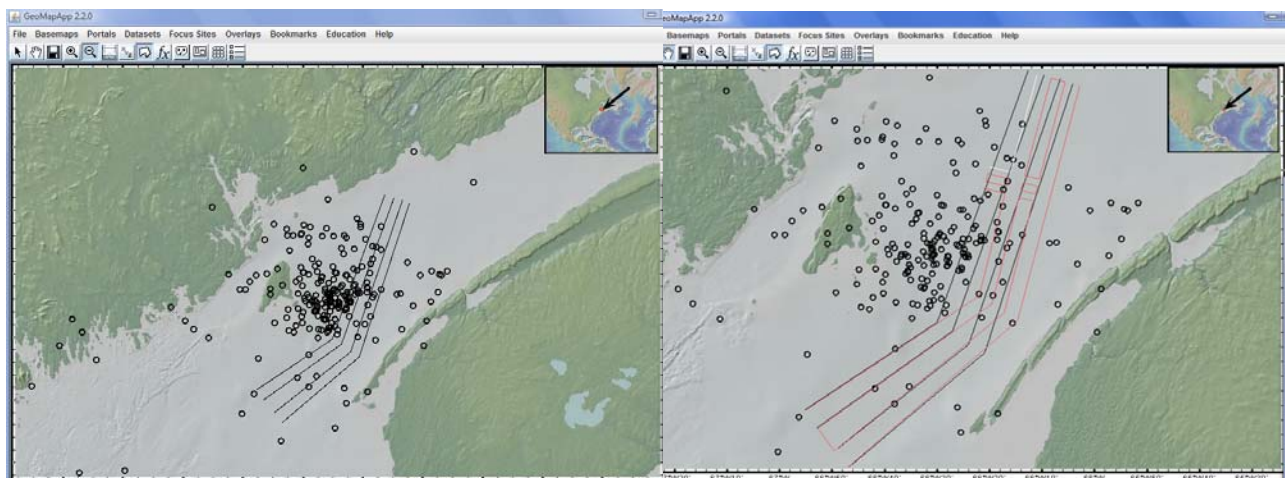 GeoMapApp 2.2.0
File Basemaps Portals Datasets Focus Sites Overlays Bookmarks Education Help
GeoMapApp 2.2.0
Basemaps Portals Datasets Focus Sites Overlays Bookmarks Education Help